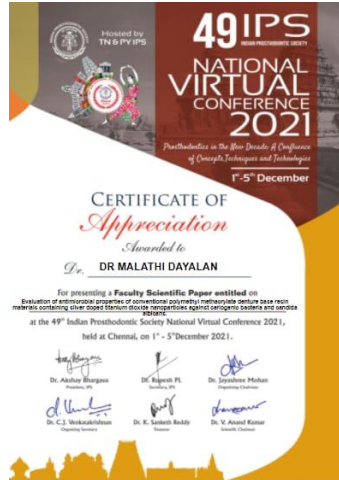 Hosted by
TN & PY IPS
49 IPS
INDIAN PROSTHODONTIC SOCIETY
NATIONAL
VIRTUAL
CONFERENCE
2021
Prosthodontics in the New Decade: A Confluence
of Concepts, Techniques and Technologies
1st-5th December
CERTIFICATE OF
Appreciation
Awarded to
Dr. DR MALATHI DAYALAN
For presenting a Faculty Scientific Paper entitled on
Evaluation of antimicrobial properties of conventional polymethyl methacrylate denture base resin
materials containing silver doped titanium dioxide nanoparticles against cariogenic bacteria and candida
albicans.
at the 49th Indian Prosthodontic Society National Virtual Conference 2021,
held at Chennai, on 1st - 5th December 2021.
Dr. Akshay Bhargava
President, IPS
Dr. Rupesh PL
Secretary, IPS
Dr. Jayashree Mohan
Organizing Chairman
Dr. C.J. Venkatakrishnan
Organizing Secretary
Dr. K. Sanketh Reddy
Treasurer
Dr. V. Anand Kumar
Scientific Chairman